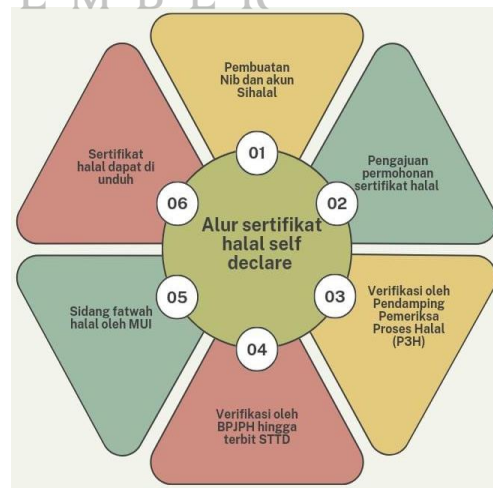 E M B E R
Pembuatan
Nib dan akun
Sihalal
01
Pengajuan
permohonan
sertifikat halal
02
Verifikasi oleh
Pendamping
Pemeriksa
Proses Halal
(P3H)
03
Verifikasi oleh
BPJPH hingga
terbit STTD
04
Sidang fatwah
halal oleh MUI
05
Sertifikat
halal dapat di
unduh
06
Alur sertifikat
halal self
declare